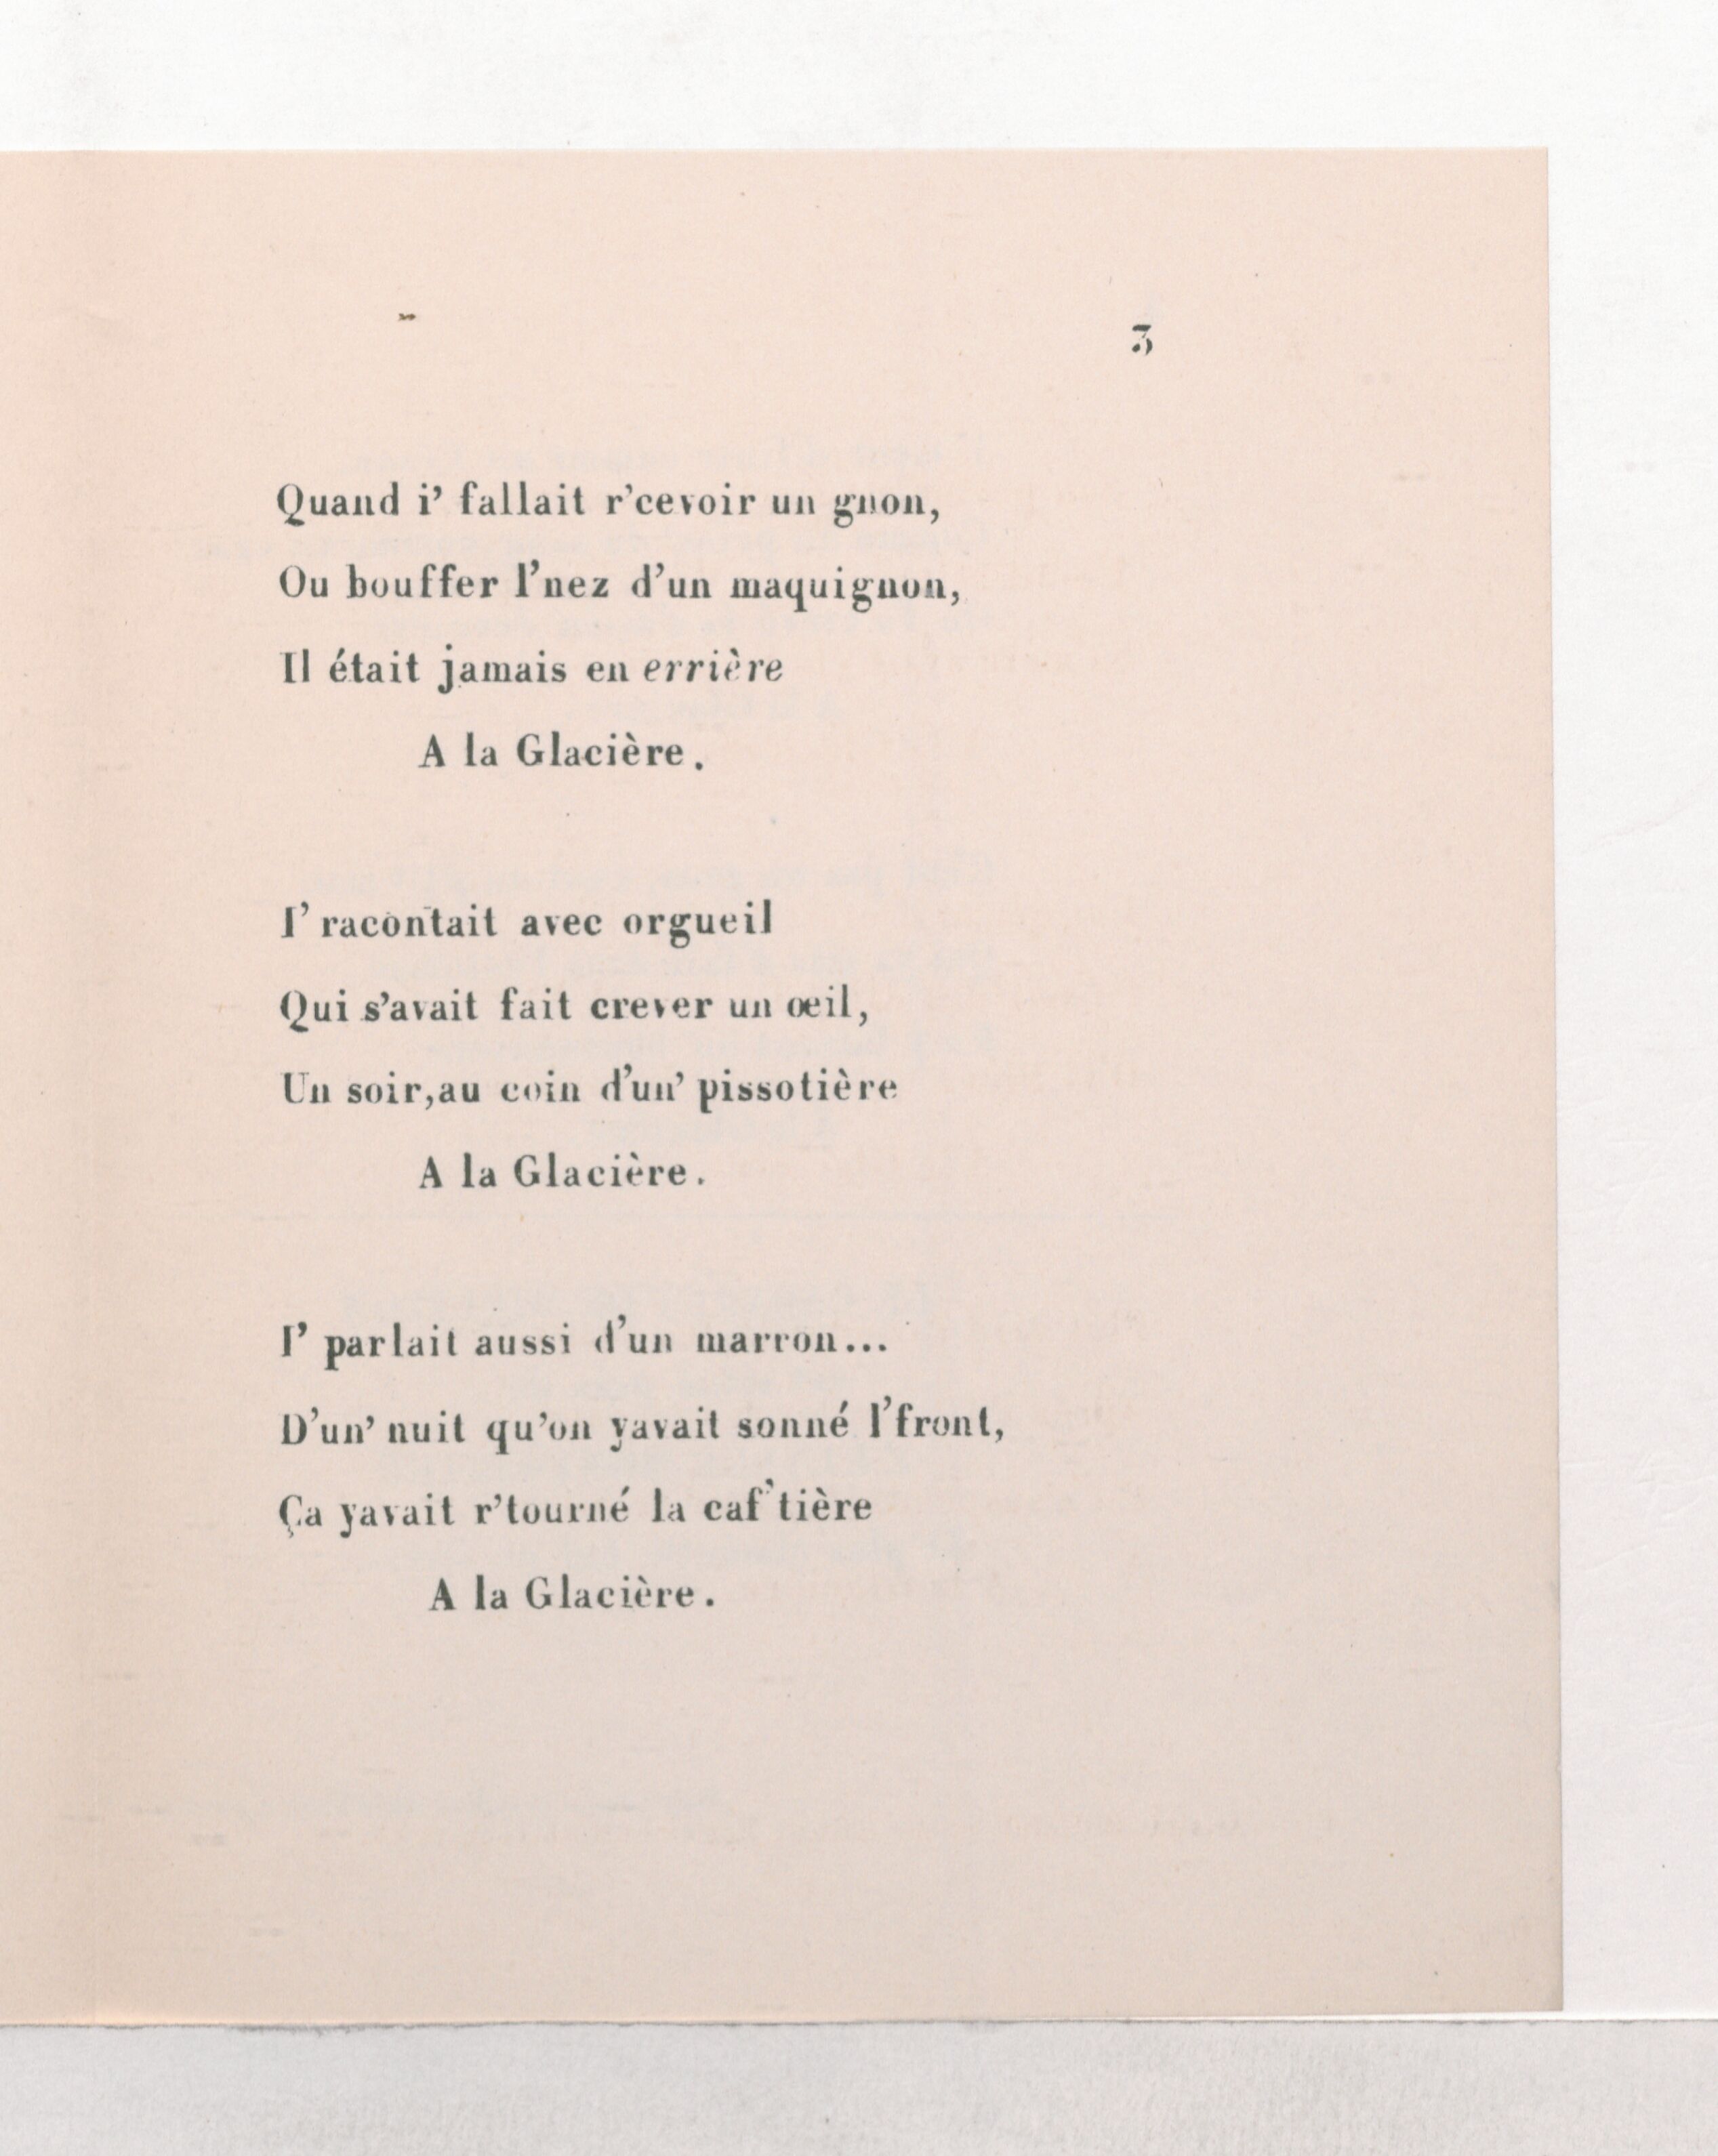 3
Quand i' fallait r'cevoir un gnon,
Ou bouffer l'nez d'un maquignon,
Il était jamais en errière
A la Glacière.
I' racontait avec orgueil
Qui s'avait fait crever un œil,
Un soir,au coin d'un' pissotière
A la Glacière.
I' parlait aussi d'un marron...
D'un' nuit qu'on yavait sonné l'front,
Ça yavait r'tourné la caf'tière
A la Glacière.